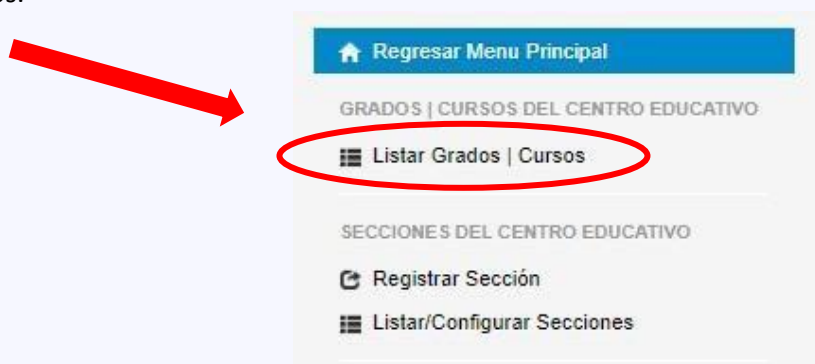 Regresar Menu Principal
GRADOS | CURSOS DEL CENTRO EDUCATIVO
Listar Grados | Cursos
SECCIONES DEL CENTRO EDUCATIVO
Registrar Sección
Listar/Configurar Secciones